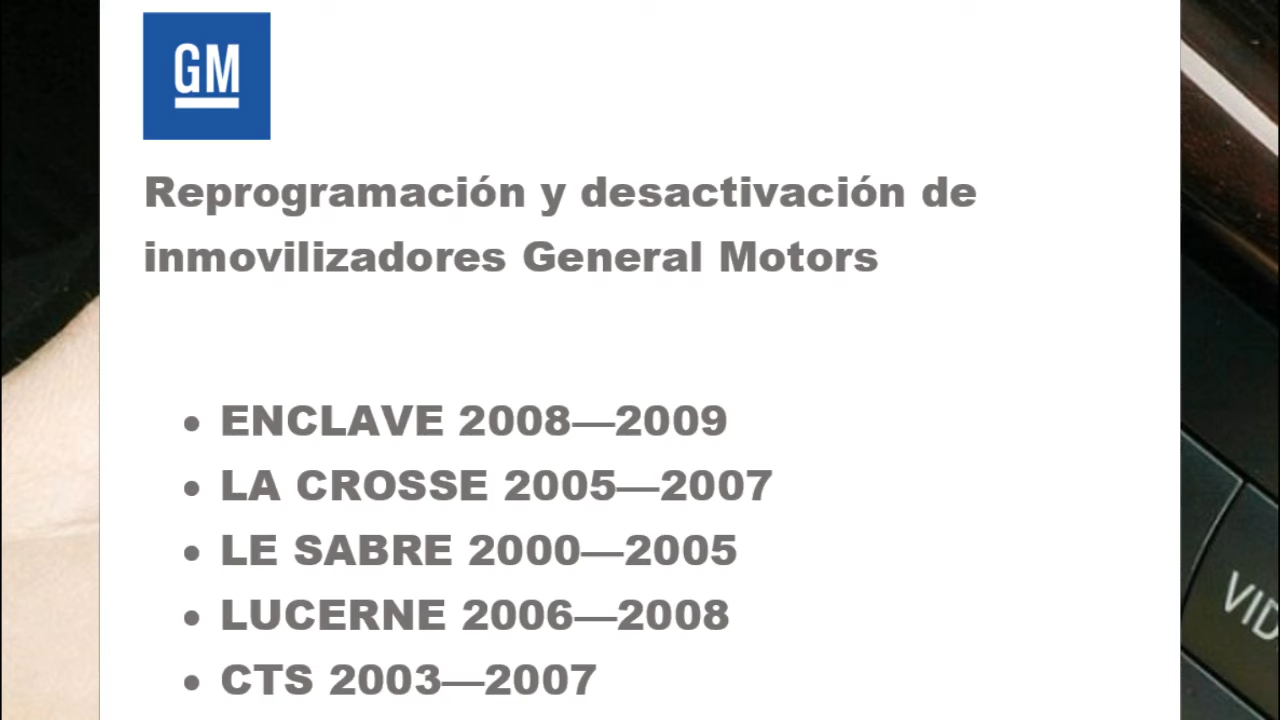 GM
Reprogramación y desactivación de
inmovilizadores General Motors
• ENCLAVE 2008—2009
• LA CROSSE 2005—2007
• LE SABRE 2000—2005
• LUCERNE 2006—2008
• CTS 2003—2007
VID